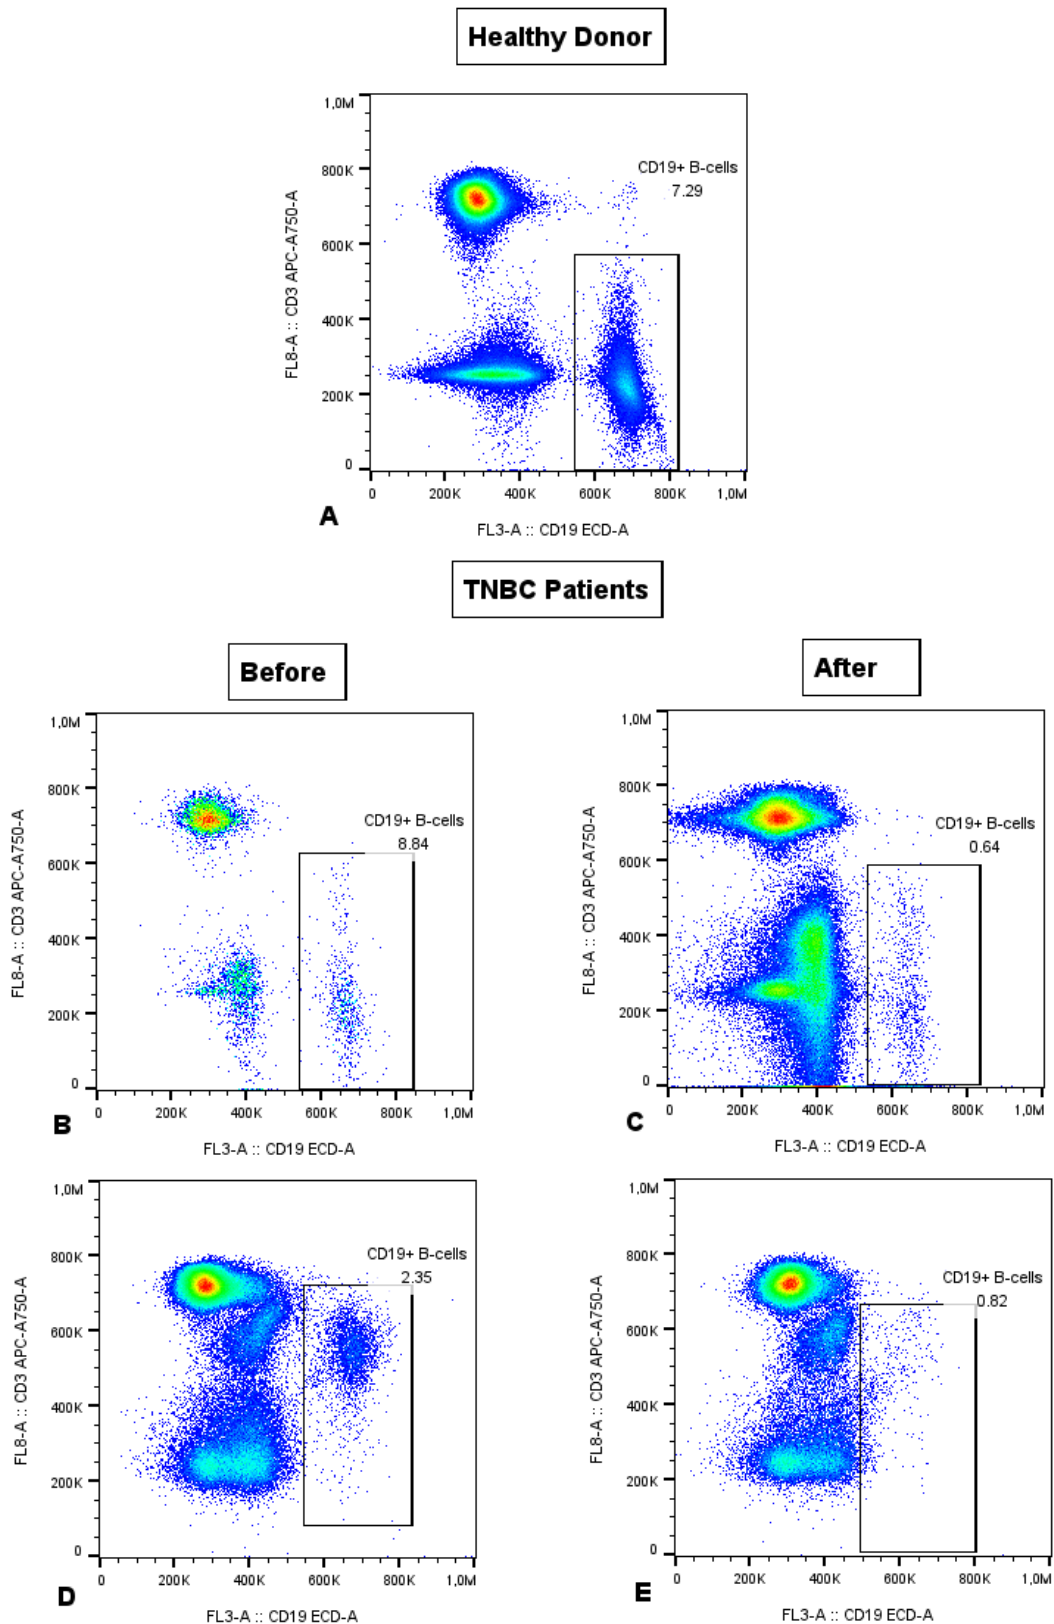 Healthy Donor
1,0M
800K
600K
400K
200K
0
FL8-A :: CD3 APC-A750-A
CD19+ B-cells
7.29
0 200K 400K 600K 800K 1,0M
A
FL3-A :: CD19 ECD-A
TNBC Patients
Before
1,0M
800K
600K
400K
200K
0
FL8-A :: CD3 APC-A750-A
CD19+ B-cells
8.84
0 200K 400K 600K 800K 1,0M
B
FL3-A :: CD19 ECD-A
After
1,0M
800K
600K
400K
200K
0
FL8-A :: CD3 APC-A750-A
CD19+ B-cells
0.64
0 200K 400K 600K 800K 1,0M
C
FL3-A :: CD19 ECD-A
1,0M
800K
600K
400K
200K
0
FL8-A :: CD3 APC-A750-A
CD19+ B-cells
2.35
0 200K 400K 600K 800K 1,0M
D
FL3-A :: CD19 ECD-A
1,0M
800K
600K
400K
200K
0
FL8-A :: CD3 APC-A750-A
CD19+ B-cells
0.82
0 200K 400K 600K 800K 1,0M
E
FL3-A :: CD19 ECD-A